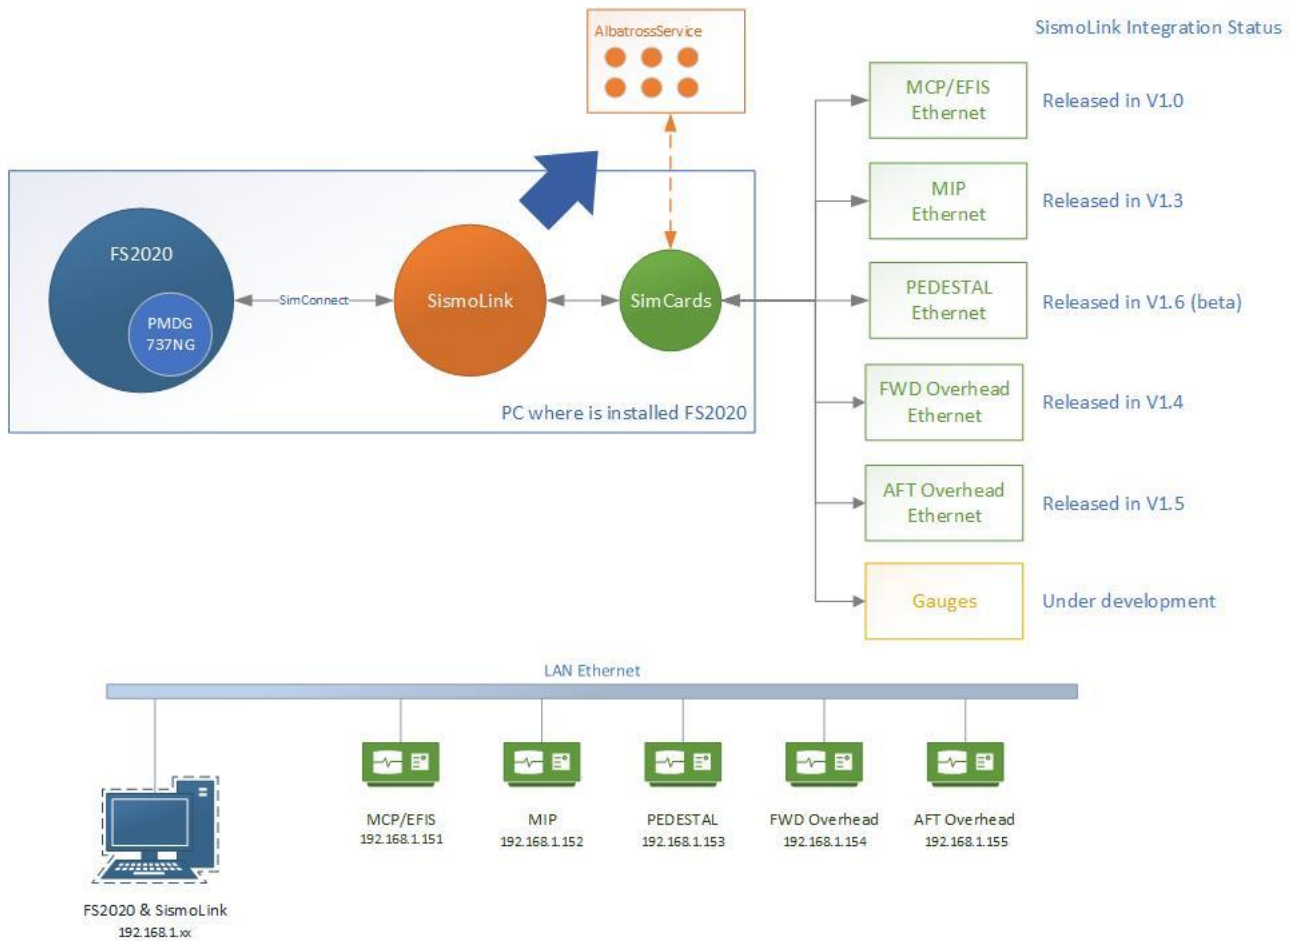 AlbatrossService
SismoLink Integration Status
MCP/EFIS
Ethernet
Released in V1.0
MIP
Ethernet
Released in V1.3
FS2020
PMDG
737NG
SimConnect
SismoLink
SimCards
PEDESTAL
Ethernet
Released in V1.6 (beta)
PC where is installed FS2020
FWD Overhead
Ethernet
Released in V1.4
AFT Overhead
Ethernet
Released in V1.5
Gauges
Under development
LAN Ethernet
MCP/EFIS
192.168.1.151
MIP
192.168.1.152
PEDESTAL
192.168.1.153
FWD Overhead
192.168.1.154
AFT Overhead
192.168.1.155
FS2020 & SismoLink
192.168.1.xx